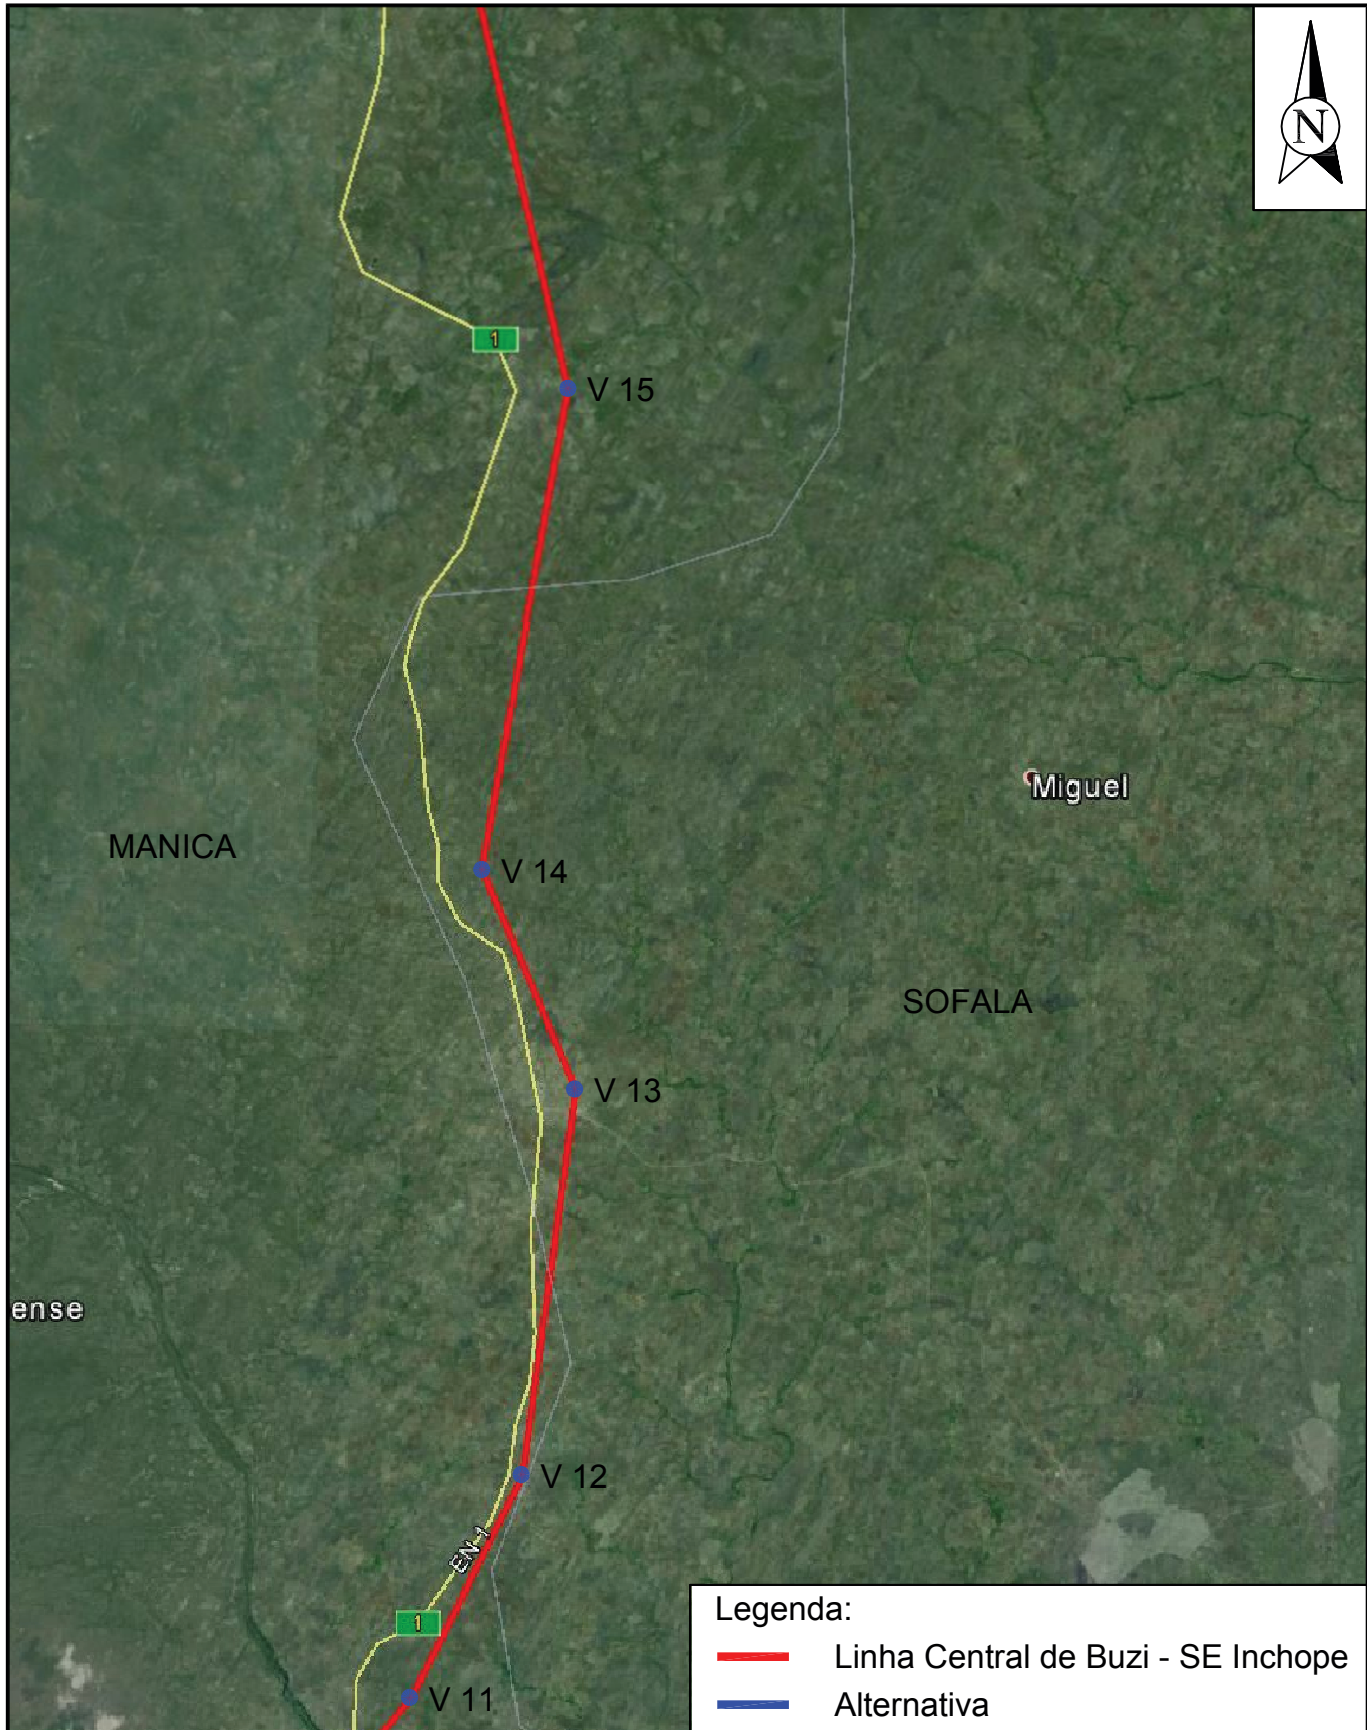 N
1
V 15
Miguel
MANICA
V 14
SOFALA
V 13
ense
V 12
EN 1
1
V 11
Legenda:
Linha Central de Buzi - SE Inchope
Alternativa